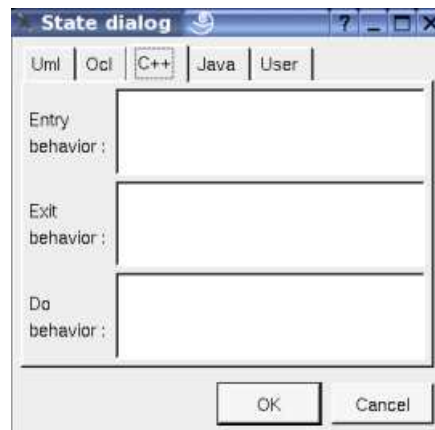 State dialog
Uml Ocl C++ Java User
Entry
behavior :
Exit
behavior :
Do
behavior :
OK Cancel